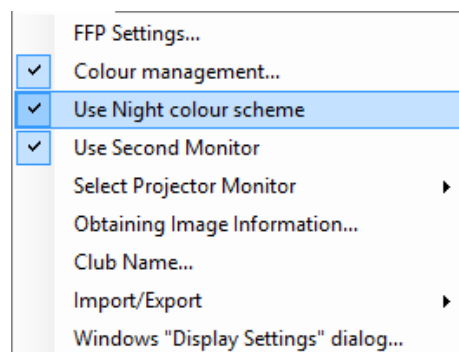 FFP Settings...
Colour management...
Use Night colour scheme
Use Second Monitor
Select Projector Monitor
Obtaining Image Information...
Club Name...
Import/Export
Windows "Display Settings" dialog...